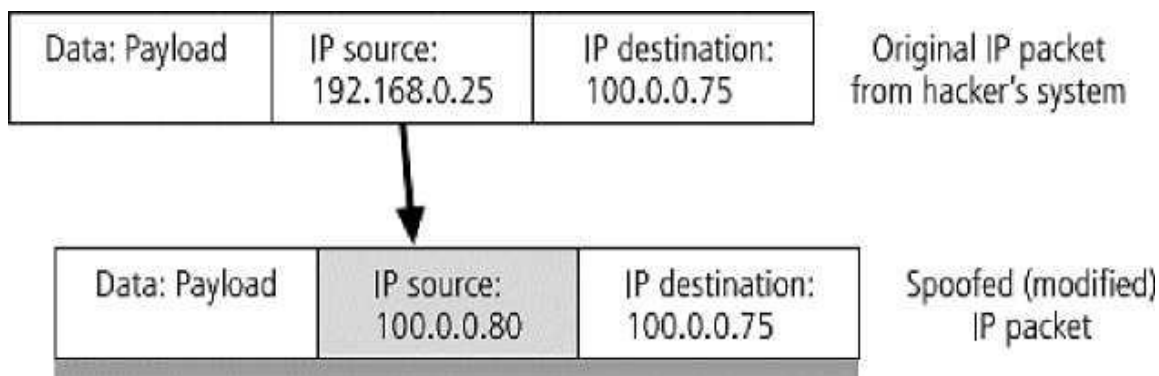 Data: Payload
IP source:
192.168.0.25
IP destination:
100.0.0.75
Original IP packet
from hacker's system
Data: Payload
IP source:
100.0.0.80
IP destination:
100.0.0.75
Spoofed (modified)
IP packet